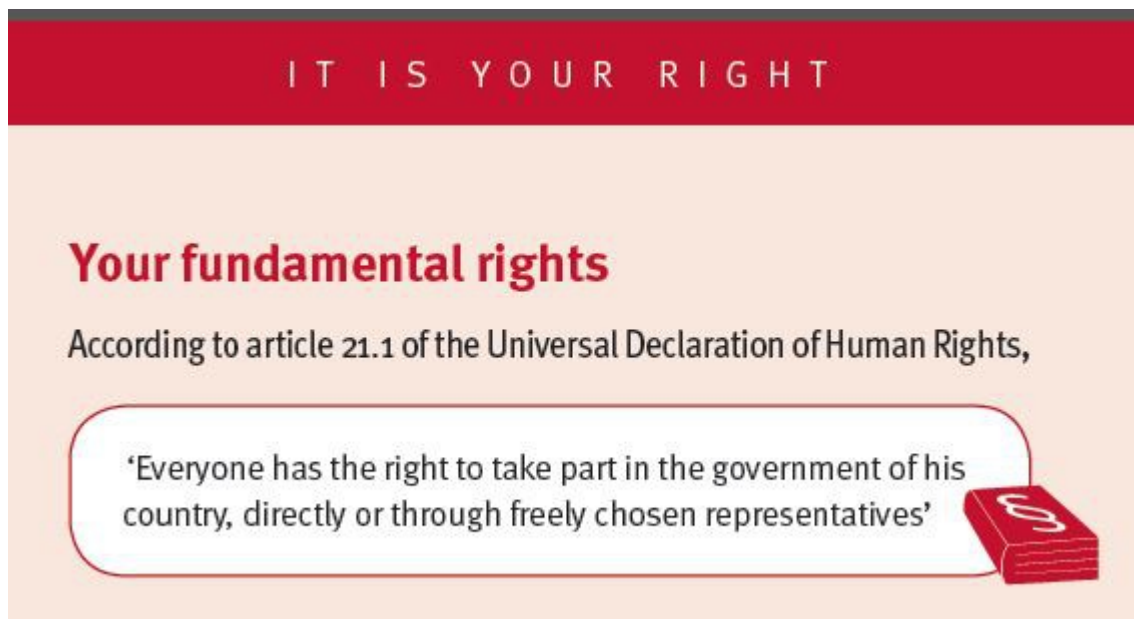 IT IS YOUR RIGHT
Your fundamental rights
According to article 21.1 of the Universal Declaration of Human Rights,
‘Everyone has the right to take part in the government of his
country, directly or through freely chosen representatives’
§